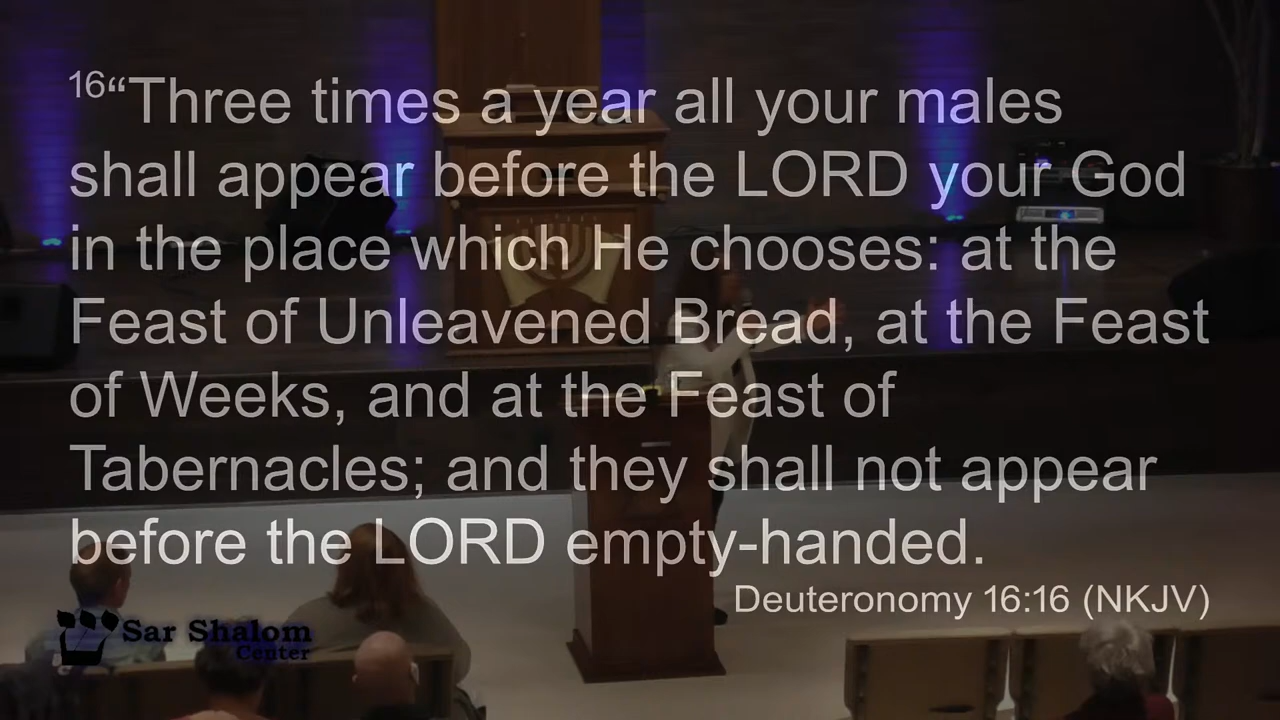 16“Three times a year all your males
shall appear before the LORD your God
in the place which He chooses: at the
Feast of Unleavened Bread, at the Feast
of Weeks, and at the Feast of
Tabernacles; and they shall not appear
before the LORD empty-handed.
Deuteronomy 16:16 (NKJV)
Sar Shalom
Center